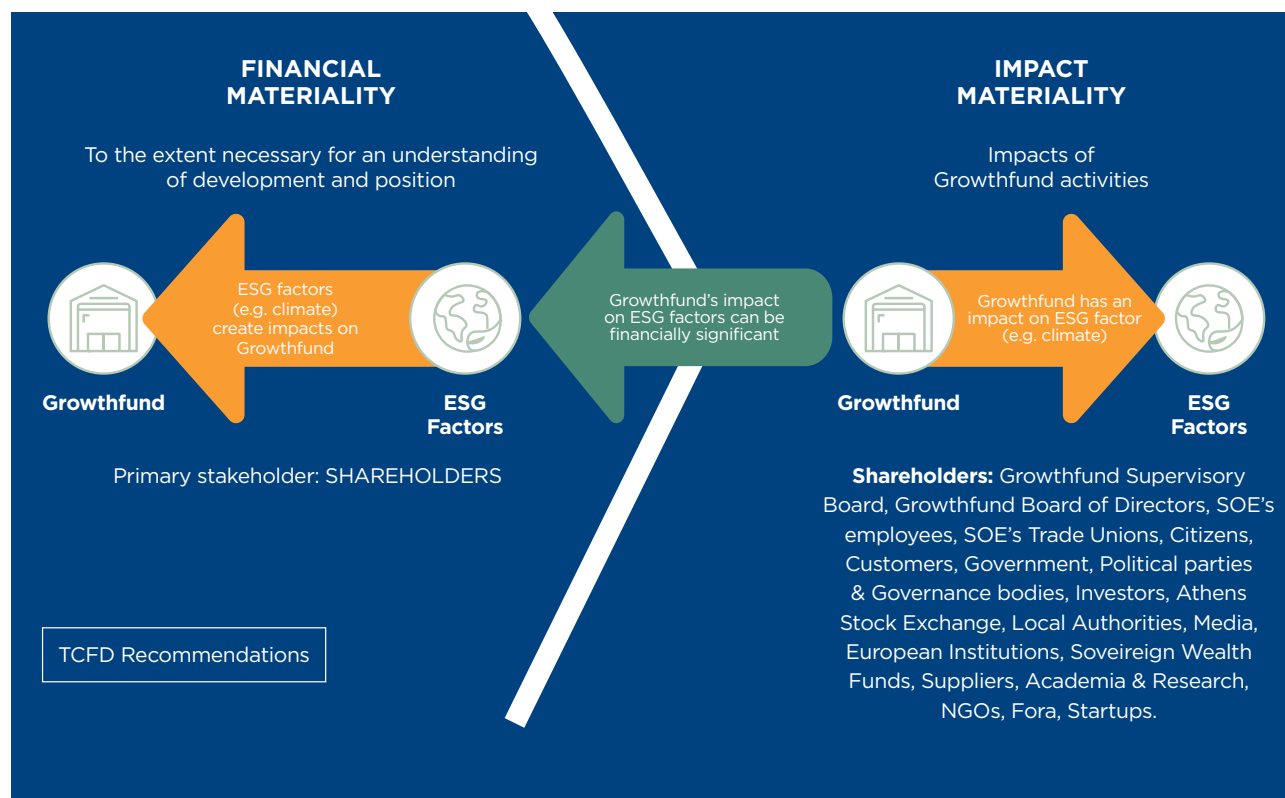 FINANCIAL
MATERIALITY
To the extent necessary for an understanding
of development and position
ESG factors
(e.g. climate)
create impacts on
Growthfund
Growthfund
ESG
Factors
Primary stakeholder: SHAREHOLDERS
TCFD Recommendations
Growthfund's impact
on ESG factors can be
financially significant
IMPACT
MATERIALITY
Impacts of
Growthfund activities
Growthfund has an
impact on ESG factor
(e.g. climate)
Growthfund
ESG
Factors
Shareholders: Growthfund Supervisory
Board, Growthfund Board of Directors, SOE's
employees, SOE's Trade Unions, Citizens,
Customers, Government, Political parties
& Governance bodies, Investors, Athens
Stock Exchange, Local Authorities, Media,
European Institutions, Soveireign Wealth
Funds, Suppliers, Academia & Research,
NGOs, Fora, Startups.